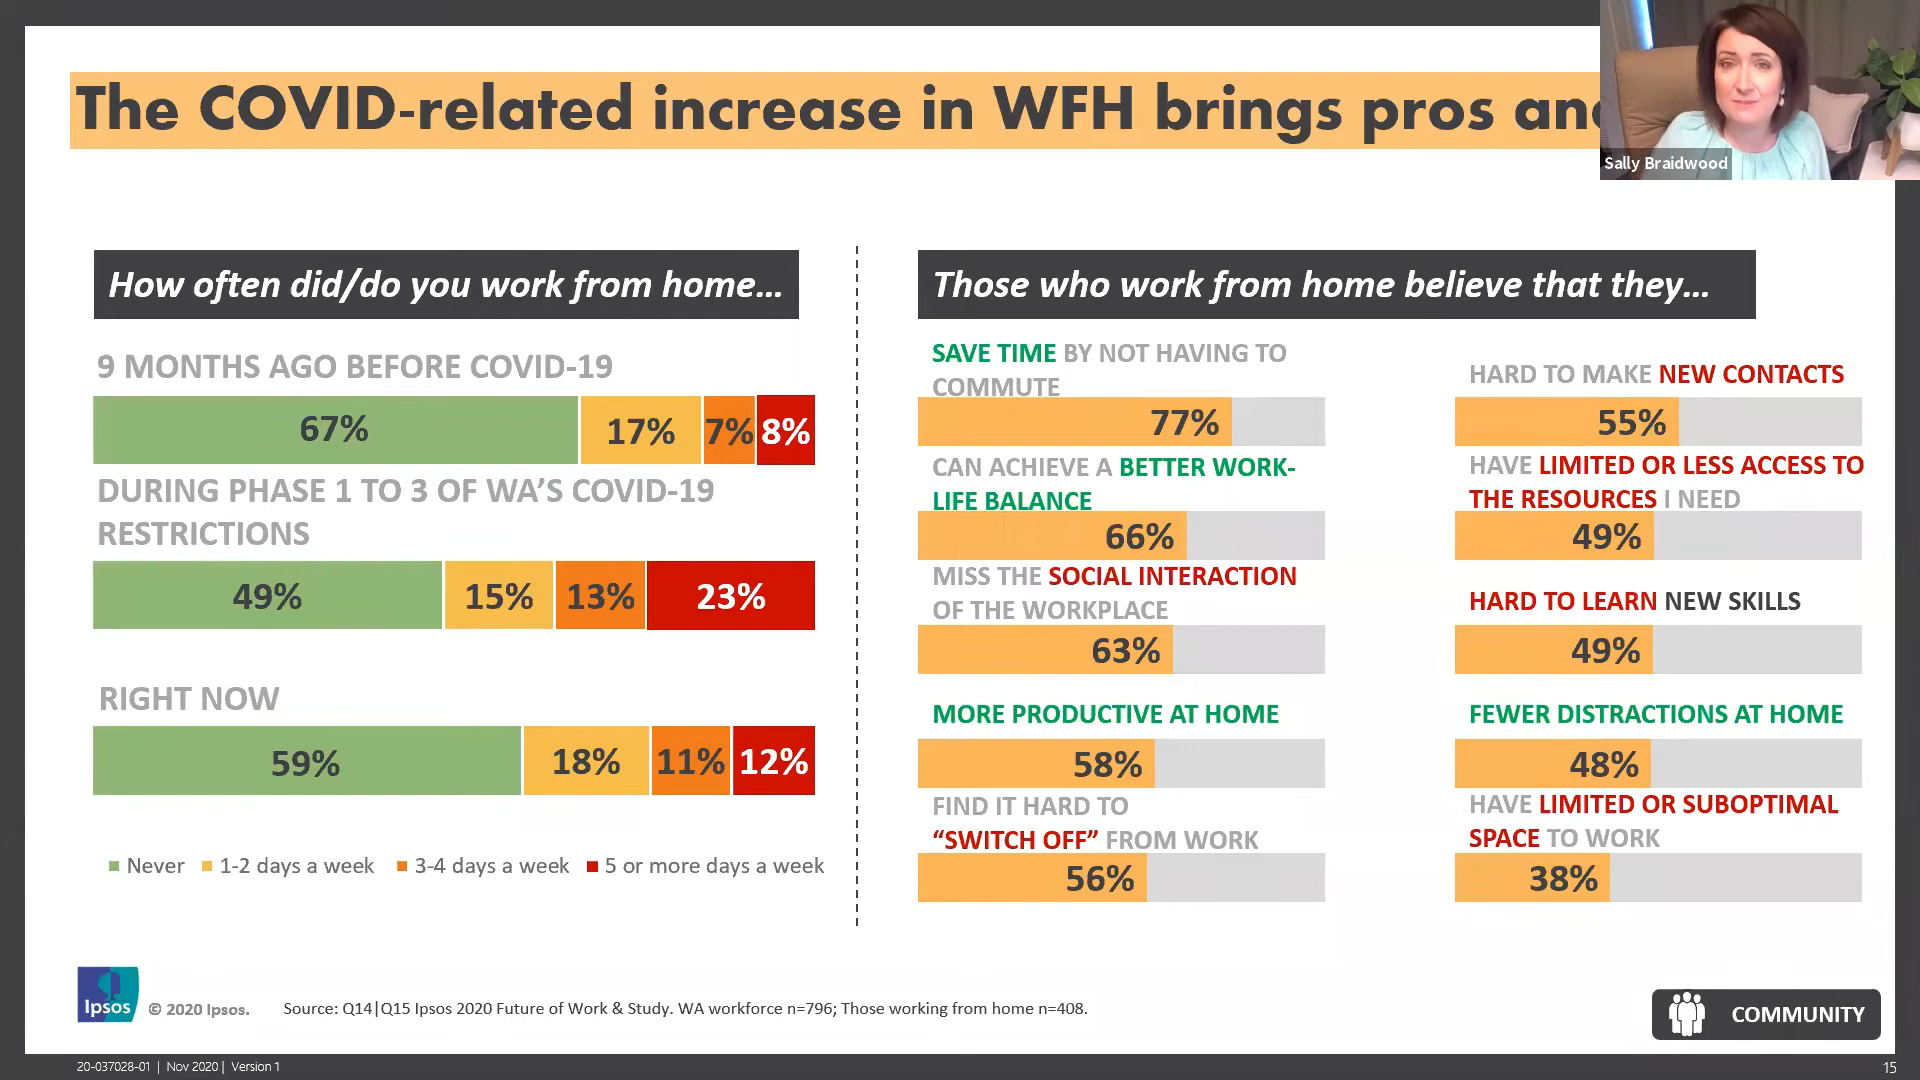 The COVID-related increase in WFH brings pros and
Sally Braidwood
How often did/do you work from home...
9 MONTHS AGO BEFORE COVID-19
67% 17% 7% 8%
DURING PHASE 1 TO 3 OF WA'S COVID-19
RESTRICTIONS
49% 15% 13% 23%
RIGHT NOW
59% 18% 11% 12%
Never 1-2 days a week 3-4 days a week 5 or more days a week
Those who work from home believe that they...
SAVE TIME BY NOT HAVING TO
COMMUTE
77%
CAN ACHIEVE A BETTER WORK-
LIFE BALANCE
66%
MISS THE SOCIAL INTERACTION
OF THE WORKPLACE
63%
MORE PRODUCTIVE AT HOME
58%
FIND IT HARD TO
“SWITCH OFF” FROM WORK
56%
HARD TO MAKE NEW CONTACTS
55%
HAVE LIMITED OR LESS ACCESS TO
THE RESOURCES I NEED
49%
HARD TO LEARN NEW SKILLS
49%
FEWER DISTRACTIONS AT HOME
48%
HAVE LIMITED OR SUBOPTIMAL
SPACE TO WORK
38%
Ipsos
© 2020 Ipsos.
Source: Q14|Q15 Ipsos 2020 Future of Work & Study. WA workforce n=796; Those working from home n=408.
COMMUNITY
20-037028-01 | Nov 2020 | Version 1
15